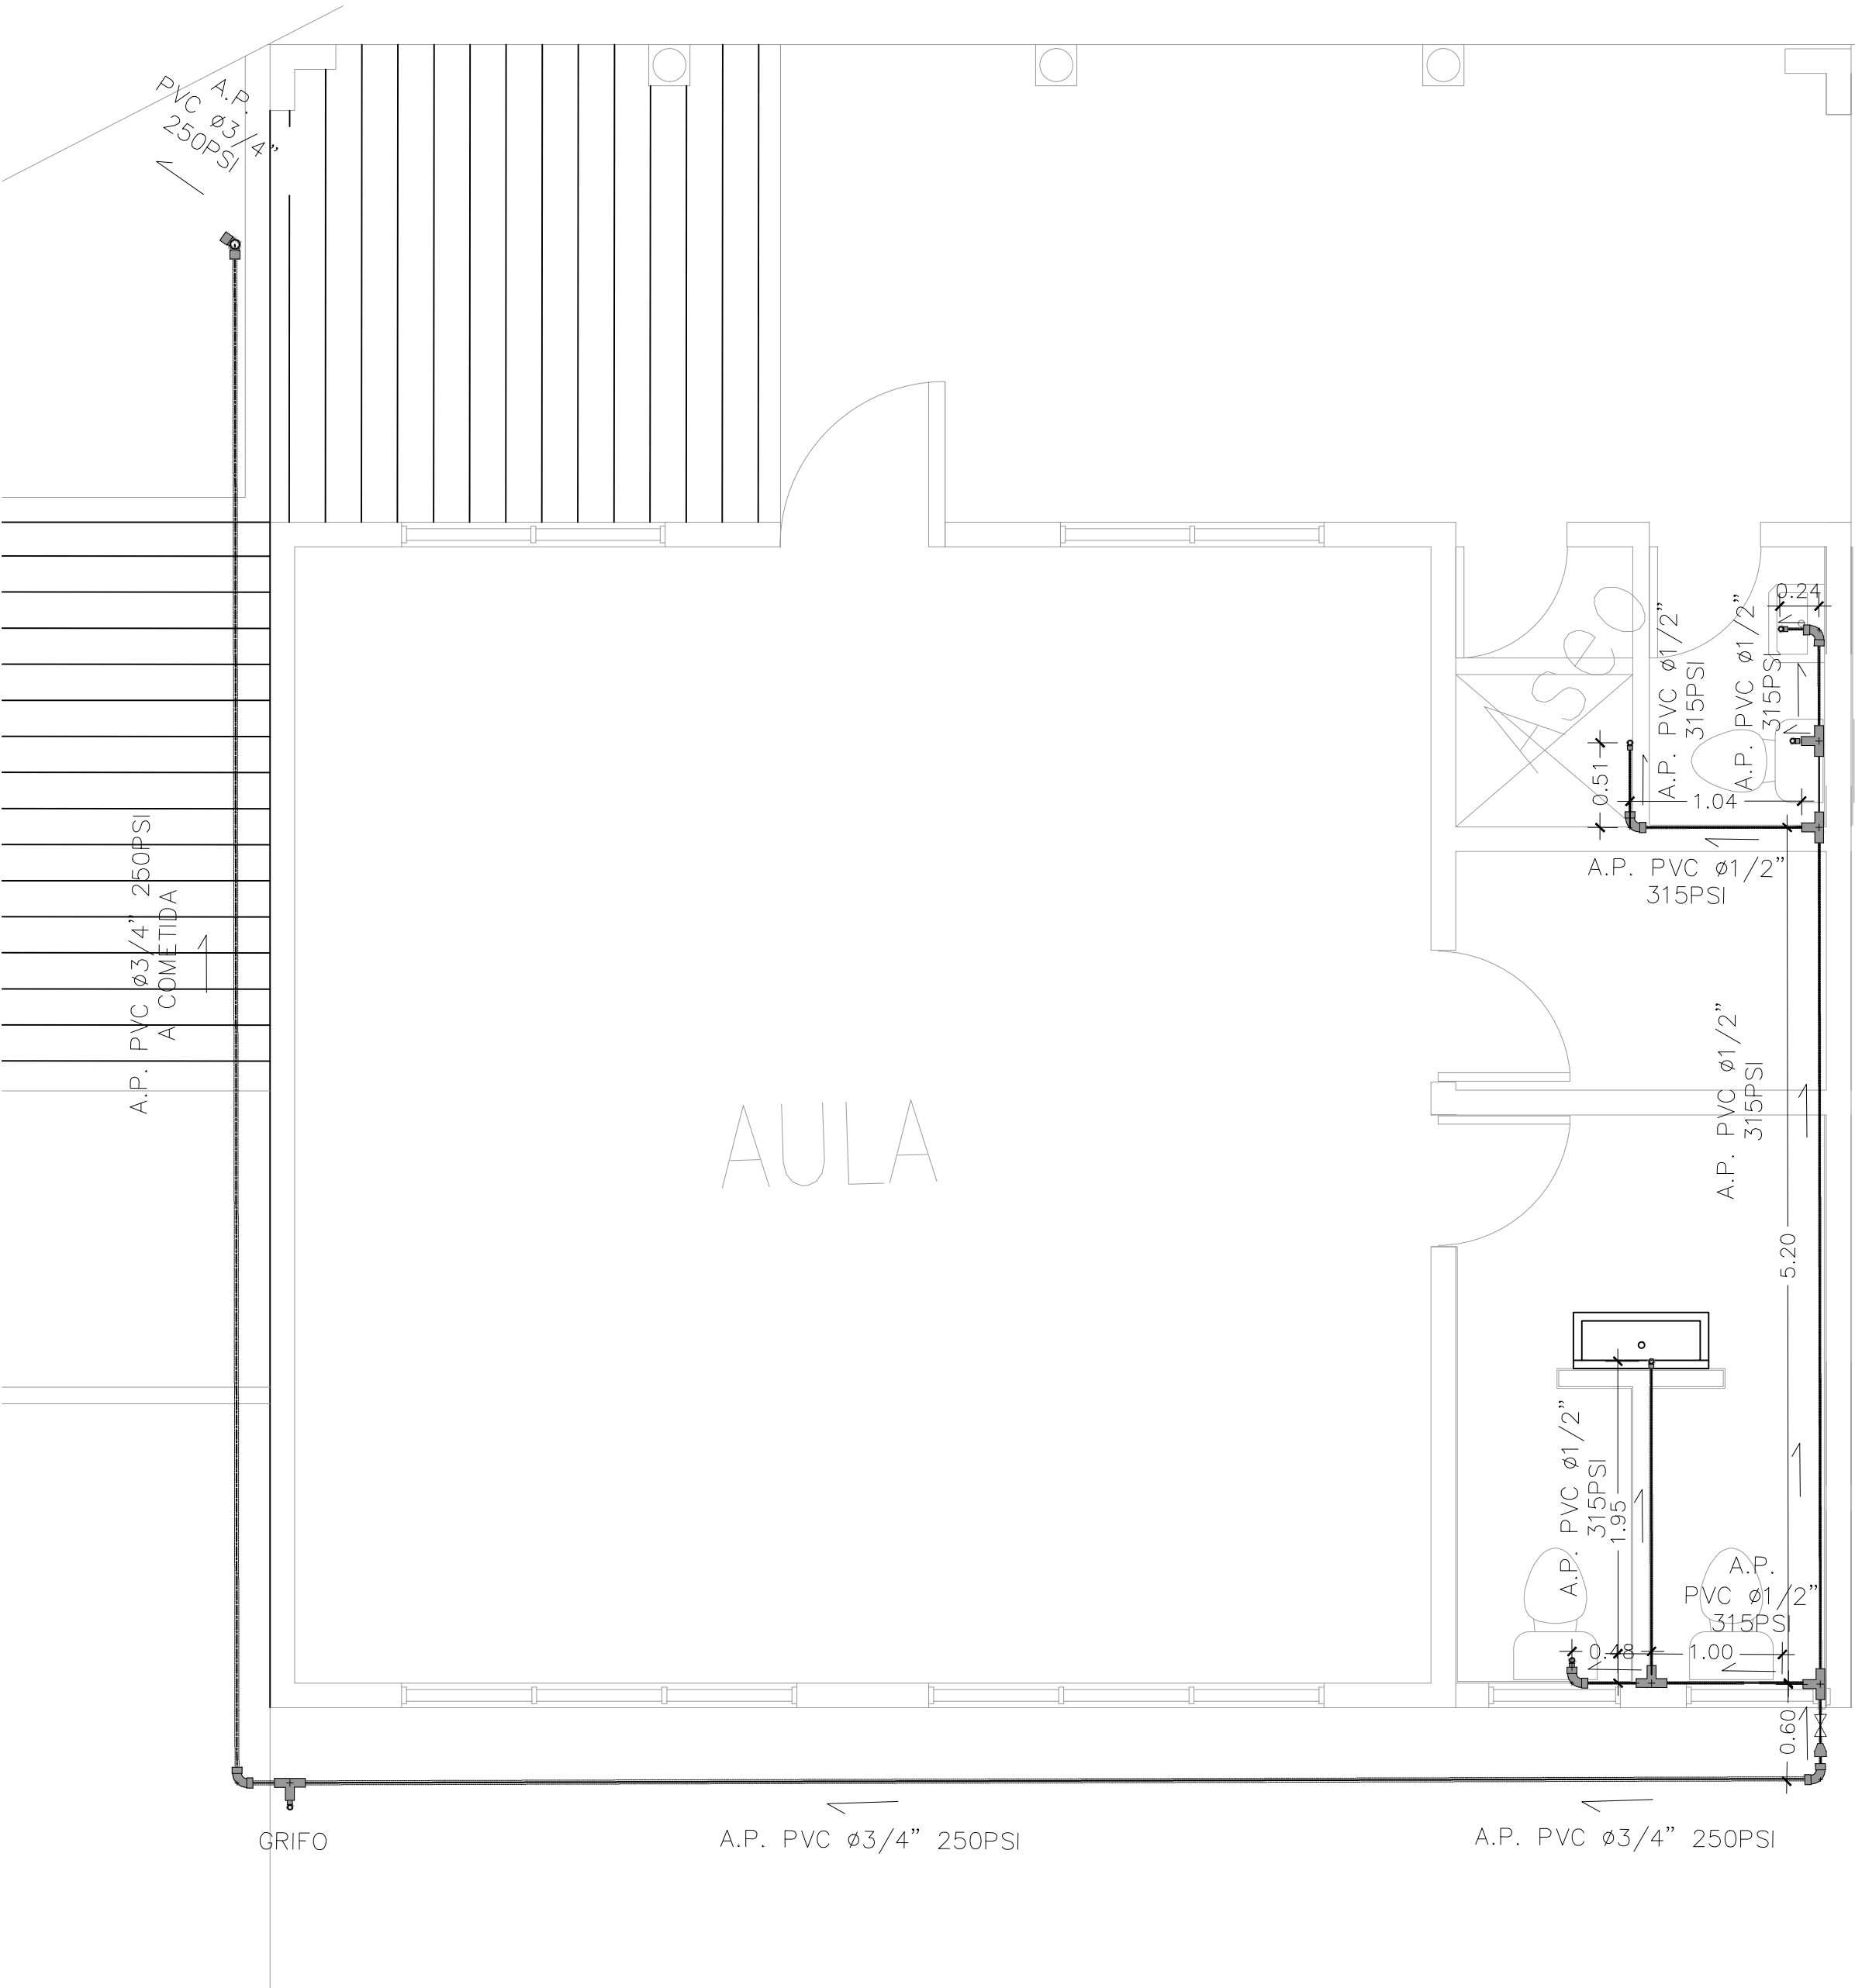 A.P.
PVC ø3/4"
250PSI
0.24
A.P. PVC ø1/2"
315PSI
A.P. PVC ø1/2"
315PSI
Aseo
0.51
1.04
A.P. PVC ø1/2"
315PSI
A.P. PVC ø3/4" 250PSI
A COMETIDA
A.P. PVC ø1/2"
315PSI
AULA
5.20
A.P. PVC ø1/2"
315PSI
1.95
A.P.
PVC ø1/2"
315PSI
0.48
1.00
0.60
GRIFO
A.P. PVC ø3/4" 250PSI
A.P. PVC ø3/4" 250PSI